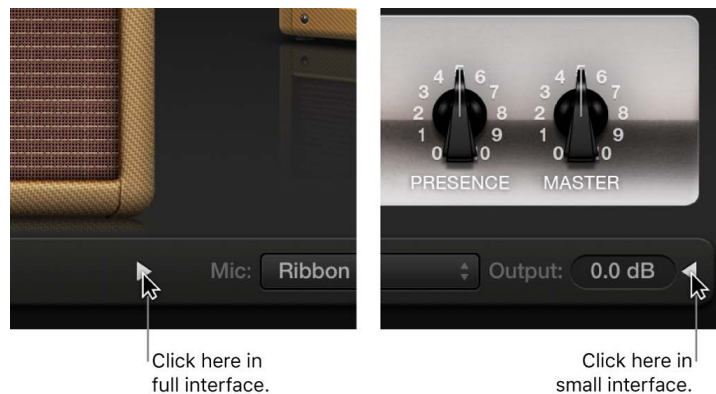 4 5 6
3 7
2 8
1 9
0 10
PRESENCE
4 5 6
3 7
2 8
1 9
0 10
MASTER
Mic: Ribbon
Output: 0.0 dB
Click here in
full interface.
Click here in
small interface.